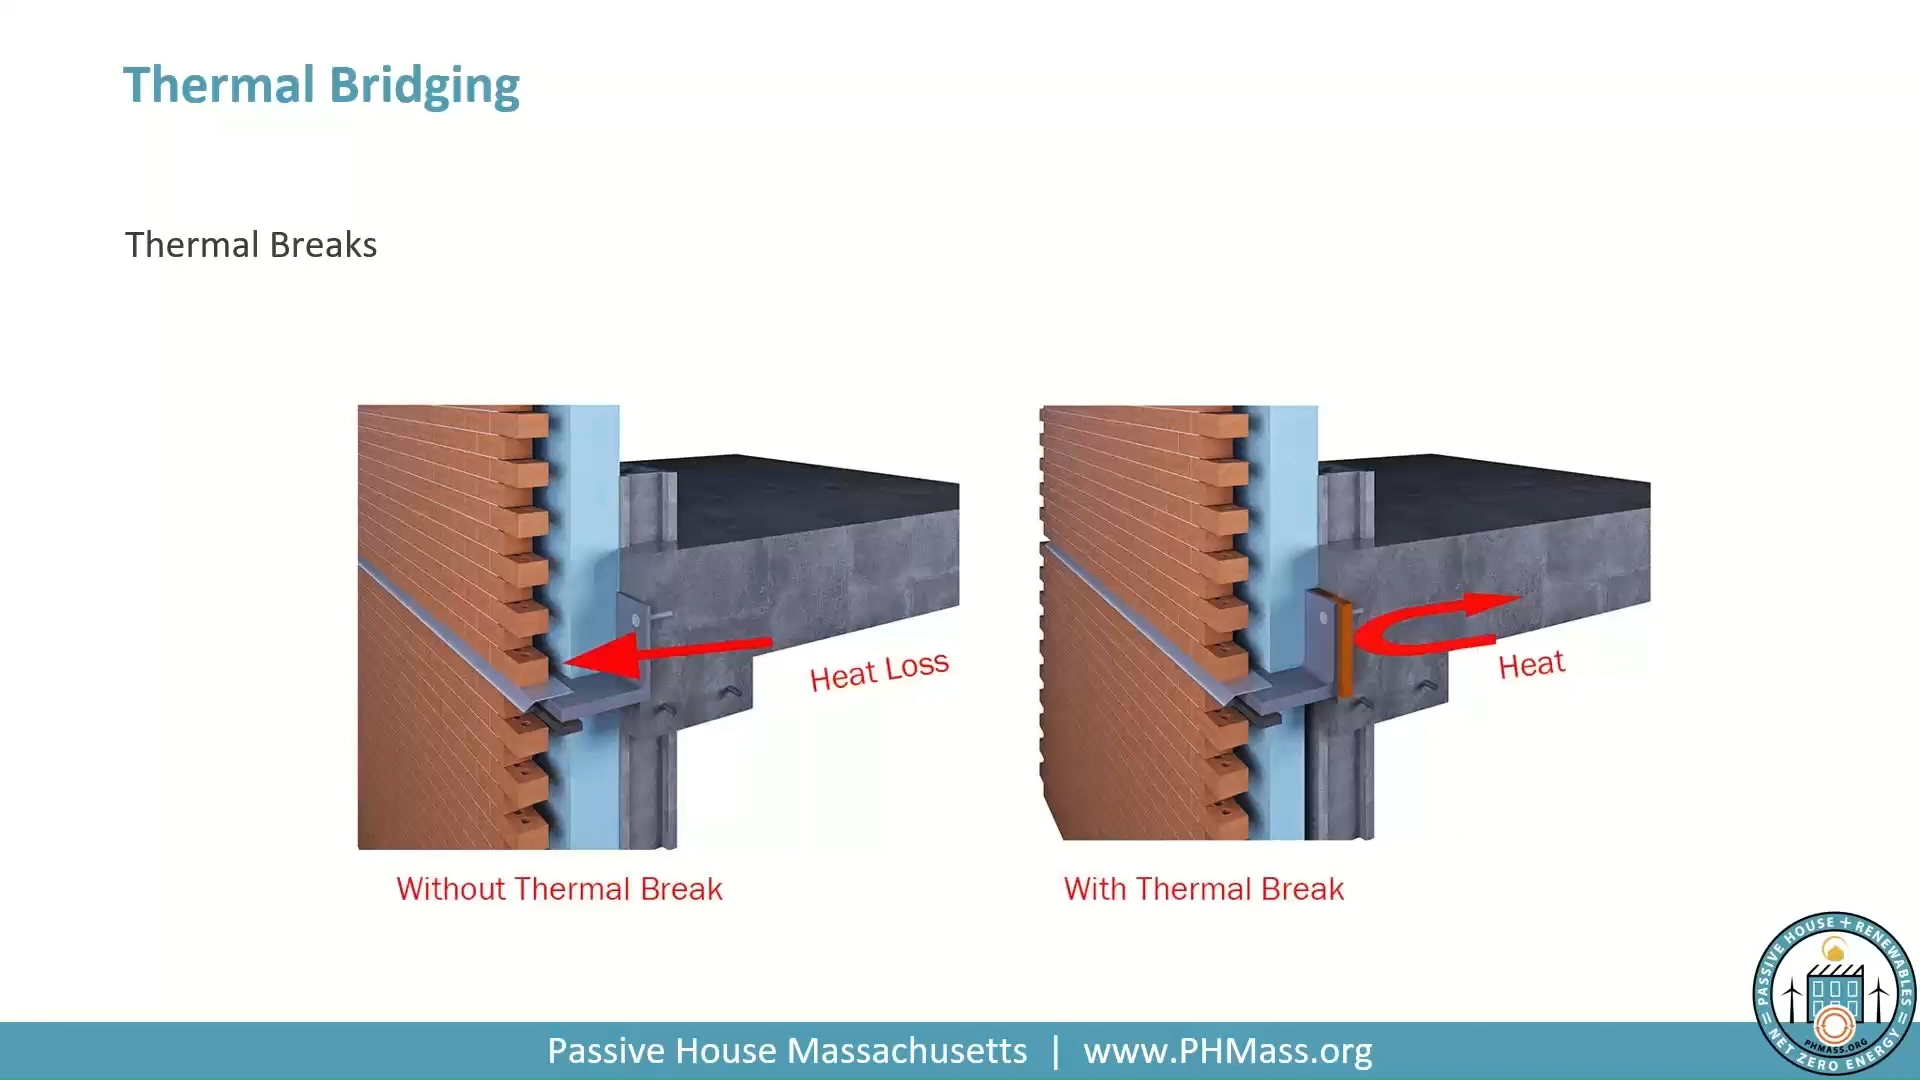 Thermal Bridging
Thermal Breaks
Heat Loss
Heat
Without Thermal Break
With Thermal Break
PASSIVE HOUSE + RENEWABLES
= NET ZERO ENERGY =
PHMASS.ORG
Passive House Massachusetts | www.PHMass.org